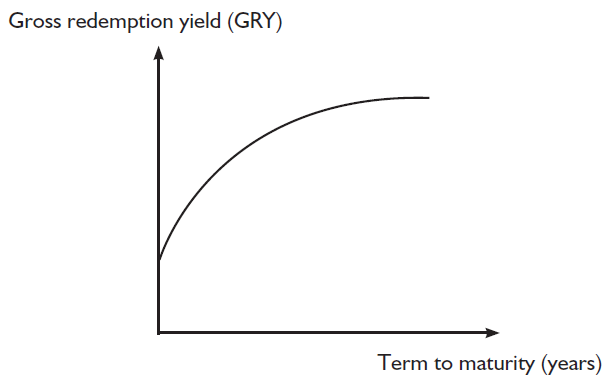 Gross redemption yield (GRY)
Term to maturity (years)